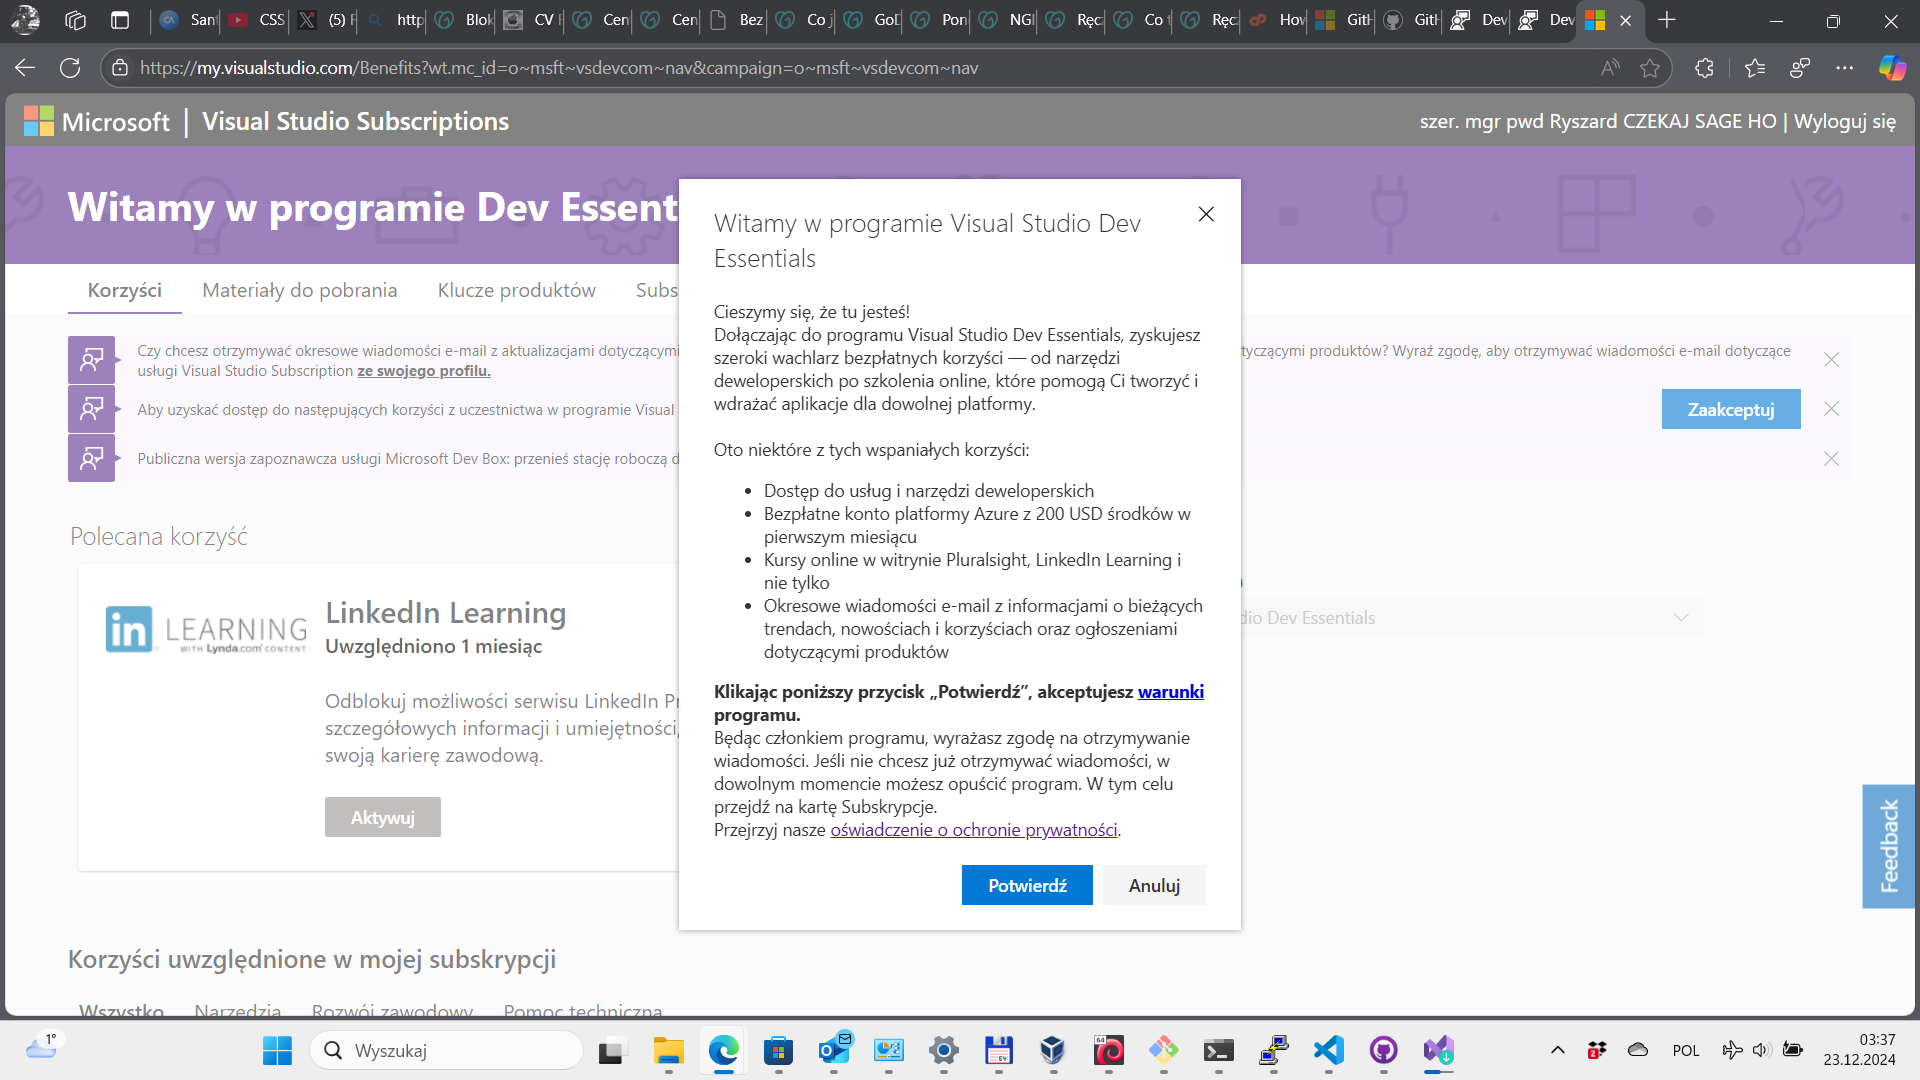 San
CSS
(5) F
http
Blok
CV F
Cen
Cen
Bez
Co j
GoD
Pon
NGI
Ręcz
Co t
Ręcz
How
GitH
GitH
Dev
Dev
https://my.visualstudio.com/Benefits?wt.mc_id=o~msft~vsdevcom~nav&campaign=o~msft~vsdevcom~nav
Microsoft | Visual Studio Subscriptions
szer. mgr pwd Ryszard CZEKAJ SAGE HO | Wyloguj się
Witamy w programie Dev Essent
Korzyści
Materiały do pobrania
Klucze produktów
Subs
Czy chcesz otrzymywać okresowe wiadomości e-mail z aktualizacjami dotyczącymi
tyczącymi produktów? Wyraź zgodę, aby otrzymywać wiadomości e-mail dotyczące
usługi Visual Studio Subscription ze swojego profilu.
Aby uzyskać dostęp do następujących korzyści z uczestnictwa w programie Visual
Zaakceptuj
Publiczna wersja zapoznawcza usługi Microsoft Dev Box: przenieś stację roboczą d
Polecana korzyść
in LEARNING
WITH Lynda.com CONTENT
LinkedIn Learning
Uwzględniono 1 miesiąc
Odblokuj możliwości serwisu LinkedIn Pr
szczegółowych informacji i umiejętności,
swoją karierę zawodową.
Aktywuj
dio Dev Essentials
Witamy w programie Visual Studio Dev
Essentials
Cieszymy się, że tu jesteś!
Dołączając do programu Visual Studio Dev Essentials, zyskujesz
szeroki wachlarz bezpłatnych korzyści — od narzędzi
deweloperskich po szkolenia online, które pomogą Ci tworzyć i
wdrażać aplikacje dla dowolnej platformy.
Oto niektóre z tych wspaniałych korzyści:
• Dostęp do usług i narzędzi deweloperskich
• Bezpłatne konto platformy Azure z 200 USD środków w
pierwszym miesiącu
• Kursy online w witrynie Pluralsight, LinkedIn Learning i
nie tylko
• Okresowe wiadomości e-mail z informacjami o bieżących
trendach, nowościach i korzyściach oraz ogłoszeniami
dotyczącymi produktów
Klikając poniższy przycisk „Potwierdź”, akceptujesz warunki
programu.
Będąc członkiem programu, wyrażasz zgodę na otrzymywanie
wiadomości. Jeśli nie chcesz już otrzymywać wiadomości, w
dowolnym momencie możesz opuścić program. W tym celu
przejdź na kartę Subskrypcje.
Przejrzyj nasze oświadczenie o ochronie prywatności.
Potwierdź
Anuluj
Feedback
Korzyści uwzględnione w mojej subskrypcji
Wszystko
Narzędzia
Rozwój zawodowy
Pomoc techniczna
1°
Wyszukaj
POL
03:37
23.12.2024